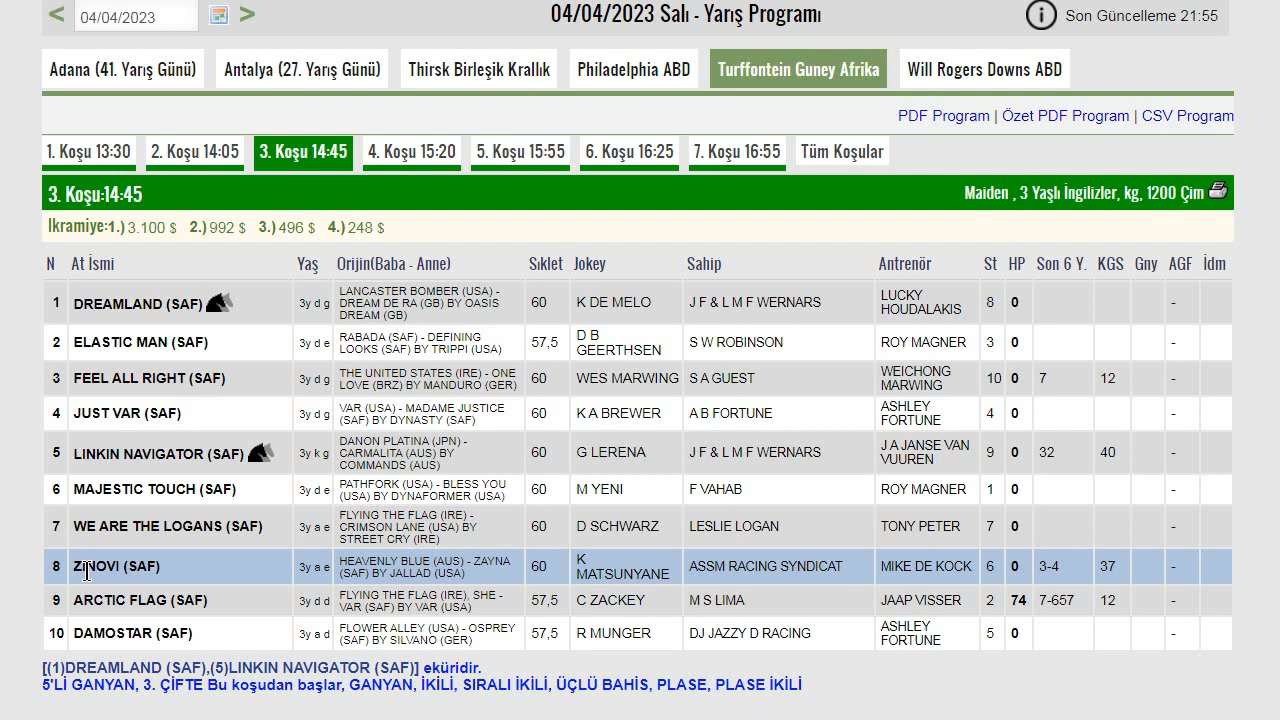 < 04/04/2023 > 04/04/2023 Salı - Yarış Programı i Son Güncelleme 21:55
Adana (41. Yarış Günü) Antalya (27. Yarış Günü) Thirsk Birleşik Krallık Philadelphia ABD Turffontein Guney Afrika Will Rogers Downs ABD
PDF Program | Özet PDF Program | CSV Program
1. Koşu 13:30 2. Koşu 14:05 3. Koşu 14:45 4. Koşu 15:20 5. Koşu 15:55 6. Koşu 16:25 7. Koşu 16:55 Tüm Koşular
3. Koşu:14:45 Maiden , 3 Yaşlı İngilizler, kg, 1200 Çim
Ikramiye:1.) 3.100 $ 2.) 992 $ 3.) 496 $ 4.) 248 $
N At İsmi Yaş Orijin(Baba - Anne) Sıklet Jokey Sahip Antrenör St HP Son 6 Y. KGS Gny AGF İdm
1 DREAMLAND (SAF) 3y d g LANCASTER BOMBER (USA) -
DREAM DE RA (GB) BY OASIS
DREAM (GB) 60 K DE MELO J F & L M F WERNARS LUCKY
HOUDALAKIS 8 0 -
2 ELASTIC MAN (SAF) 3y d e RABADA (SAF) - DEFINING
LOOKS (SAF) BY TRIPPI (USA) 57,5 D B
GEERTHSEN S W ROBINSON ROY MAGNER 3 0 -
3 FEEL ALL RIGHT (SAF) 3y d g THE UNITED STATES (IRE) - ONE
LOVE (BRZ) BY MANDURO (GER) 60 WES MARWING S A GUEST WEICHONG
MARWING 10 0 7 12 -
4 JUST VAR (SAF) 3y d g VAR (USA) - MADAME JUSTICE
(SAF) BY DYNASTY (SAF) 60 K A BREWER A B FORTUNE ASHLEY
FORTUNE 4 0 -
5 LINKIN NAVIGATOR (SAF) 3y k g DANON PLATINA (JPN) -
CARMALITA (AUS) BY
COMMANDS (AUS) 60 G LERENA J F & L M F WERNARS J A JANSE VAN
VUUREN 9 0 32 40 -
6 MAJESTIC TOUCH (SAF) 3y d e PATHFORK (USA) - BLESS YOU
(USA) BY DYNAFORMER (USA) 60 M YENI F VAHAB ROY MAGNER 1 0 -
7 WE ARE THE LOGANS (SAF) 3y a e FLYING THE FLAG (IRE) -
CRIMSON LANE (USA) BY
STREET CRY (IRE) 60 D SCHWARZ LESLIE LOGAN TONY PETER 7 0 -
8 ZINOVI (SAF) 3y a e HEAVENLY BLUE (AUS) - ZAYNA
(SAF) BY JALLAD (USA) 60 K
MATSUNYANE ASSM RACING SYNDICAT MIKE DE KOCK 6 0 3-4 37 -
9 ARCTIC FLAG (SAF) 3y d d FLYING THE FLAG (IRE), SHE -
VAR (SAF) BY VAR (USA) 57,5 C ZACKEY M S LIMA JAAP VISSER 2 74 7-657 12 -
10 DAMOSTAR (SAF) 3y a d FLOWER ALLEY (USA) - OSPREY
(SAF) BY SILVANO (GER) 57,5 R MUNGER DJ JAZZY D RACING ASHLEY
FORTUNE 5 0 -
[(1)DREAMLAND (SAF),(5)LINKIN NAVIGATOR (SAF)] eküridir.
5'Lİ GANYAN, 3. ÇİFTE Bu koşudan başlar, GANYAN, İKİLİ, SIRALI İKİLİ, ÜÇLÜ BAHİS, PLASE, PLASE İKİLİ